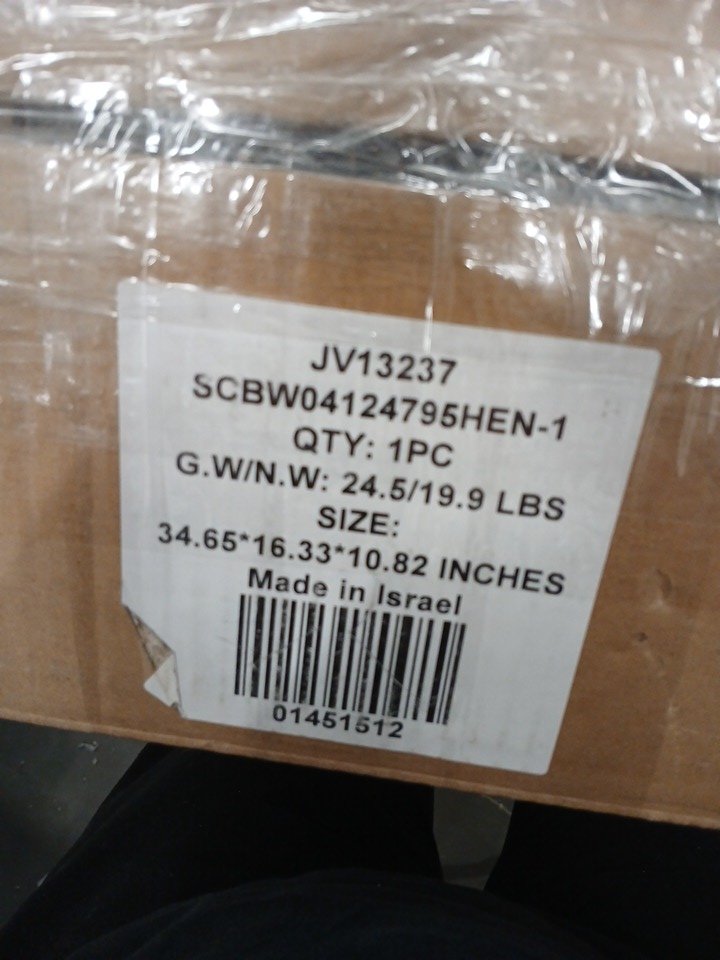 JV13237
SCBW04124795HEN-1
QTY: 1PC
G.W/N.W: 24.5/19.9 LBS
SIZE:
34.65*16.33*10.82 INCHES
Made in Israel
01451512